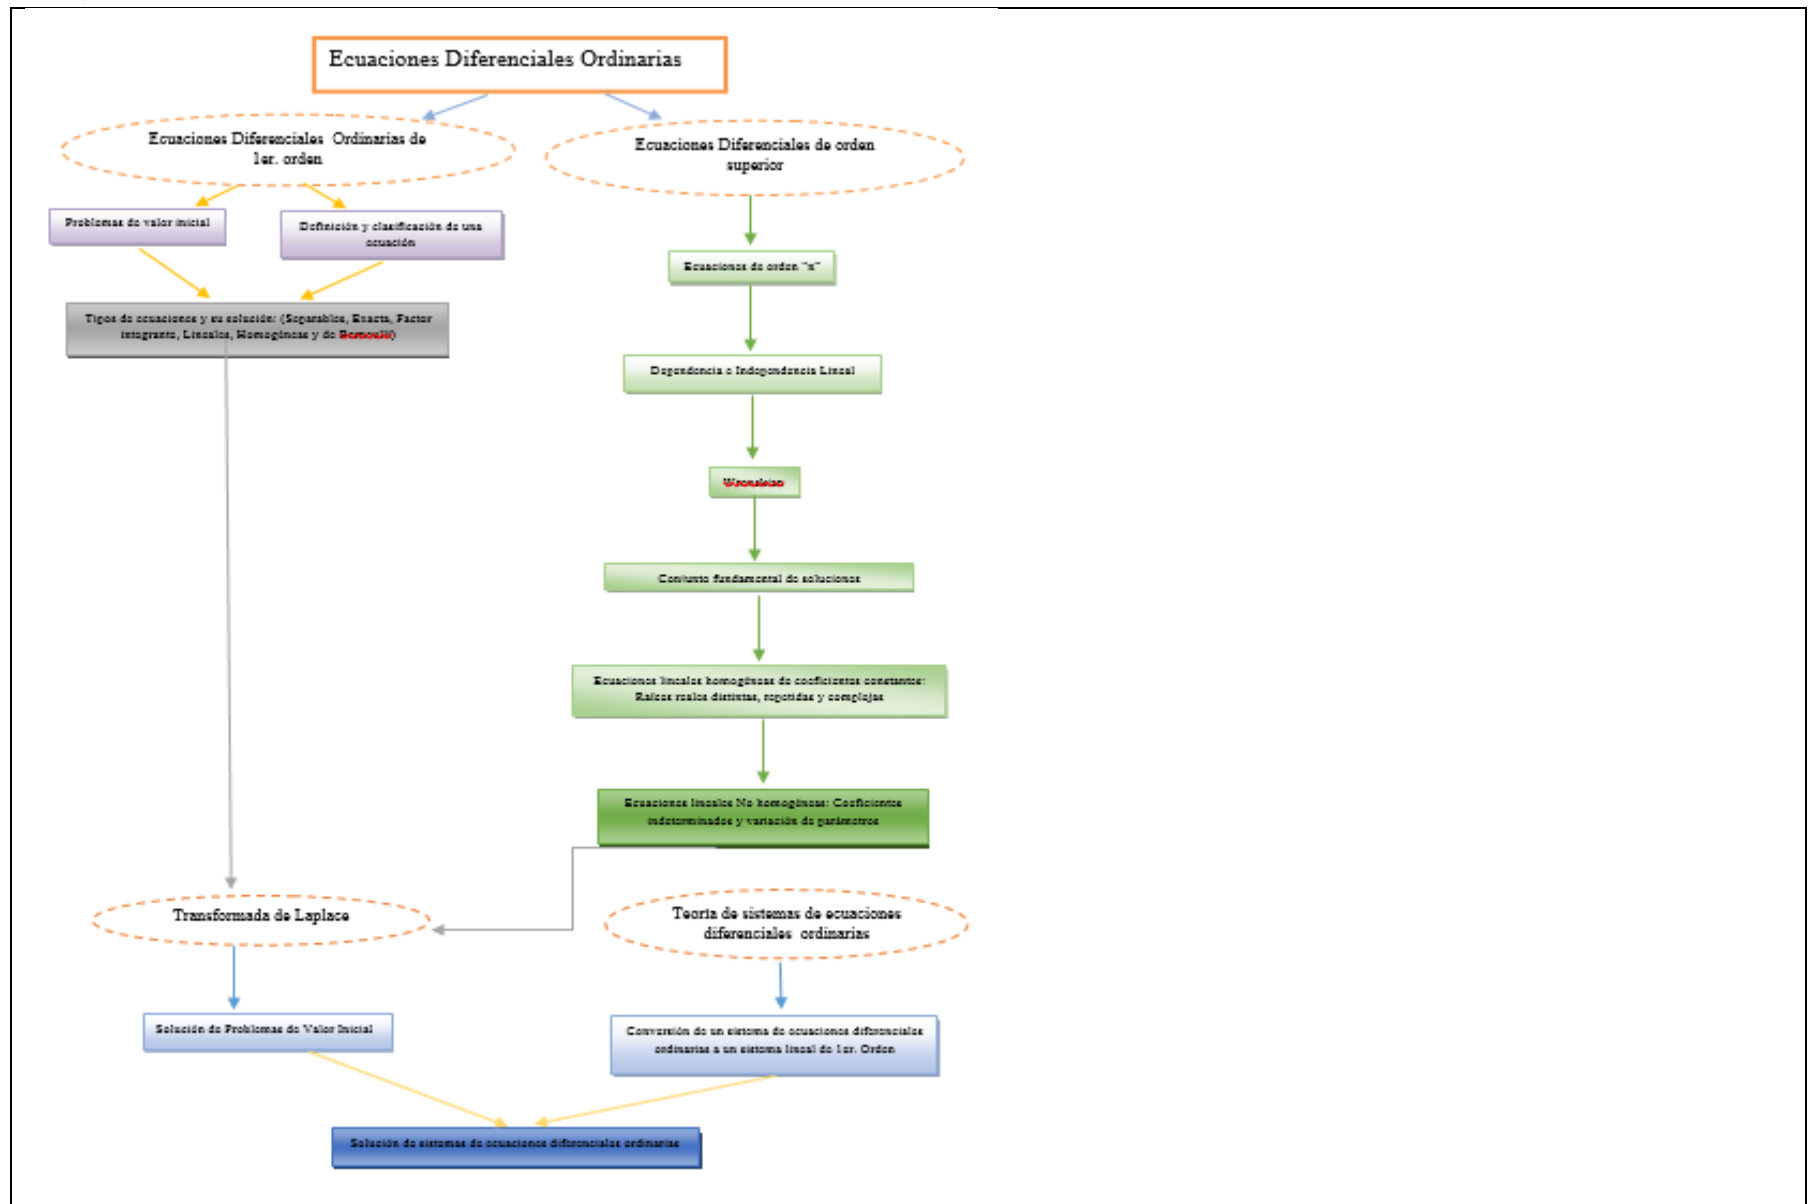 Ecuaciones Diferenciales Ordinarias
Ecuaciones Diferenciales Ordinarias de
1er. orden
Ecuaciones Diferenciales de orden
superior
Problemas de valor inicial
Definición y clasificación de una
ecuación
Ecuaciones de orden "n"
Tipos de ecuaciones y su solución: (Separables, Exacta, Factor
integrante, Lineales, Homogéneas y de Bernoulli)
Dependencia e Independencia Lineal
Wronskian
Conjunto fundamental de soluciones
Ecuaciones lineales homogéneas de coeficientes constantes:
Raíces reales distintas, repetidas y complejas
Ecuaciones lineales No homogéneas: Coeficientes
indeterminados y variación de parámetros
Transformada de Laplace
Teoría de sistemas de ecuaciones
diferenciales ordinarias
Solución de Problemas de Valor Inicial
Conversión de un sistema de ecuaciones diferenciales
ordinarias a un sistema lineal de 1er. Orden
Solución de sistemas de ecuaciones diferenciales ordinarias